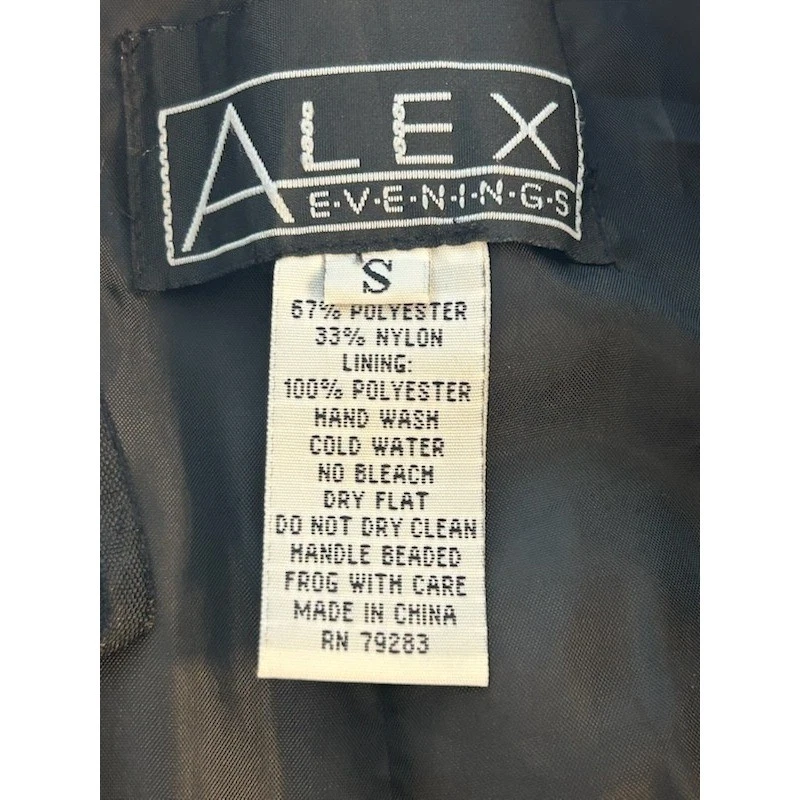 ALEX
E·V·E·N·I·N·G·S
S
67% POLYESTER
33% NYLON
LINING:
100% POLYESTER
HAND WASH
COLD WATER
NO BLEACH
DRY FLAT
DO NOT DRY CLEAN
HANDLE BEADED
FROG WITH CARE
MADE IN CHINA
RN 79283